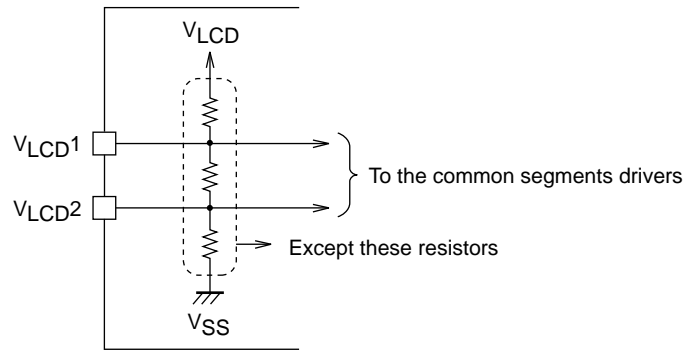 VLCD
VLCD1
To the common segments drivers
VLCD2
Except these resistors
VSS